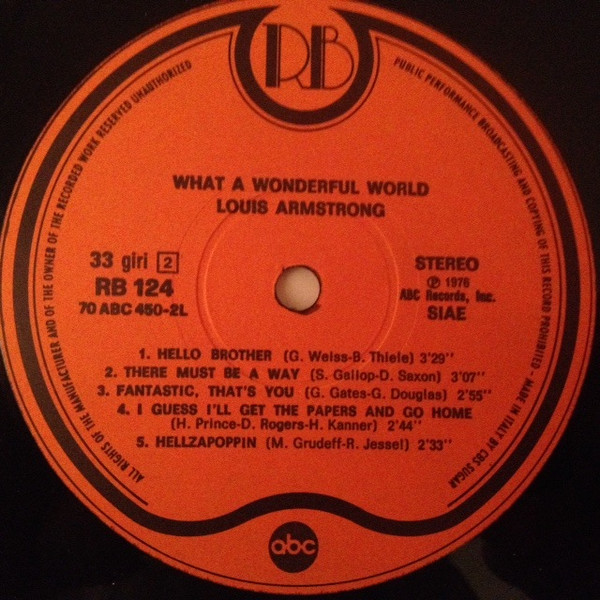 RB
WHAT A WONDERFUL WORLD
LOUIS ARMSTRONG
33 giri 2
RB 124
70 ABC 450-2L
STEREO
Ⓟ 1976
ABC Records, Inc.
SIAE
1. HELLO BROTHER (G. Weiss-B. Thiele) 3'29''
2. THERE MUST BE A WAY (S. Gallop-D. Saxon) 3'07''
3. FANTASTIC, THAT'S YOU (G. Gates-G. Douglas) 2'55''
4. I GUESS I'LL GET THE PAPERS AND GO HOME
(H. Prince-D. Rogers-H. Kanner) 2'44''
5. HELLZAPOPPIN (M. Grudeff-R. Jessel) 2'33''
abc
ALL RIGHTS OF THE MANUFACTURER AND OF THE OWNER OF THE RECORDED WORK RESERVED UNAUTHORIZED
PUBLIC PERFORMANCE BROADCASTING AND COPYING OF THIS RECORD PROHIBITED - MADE IN ITALY BY CBS SUGAR